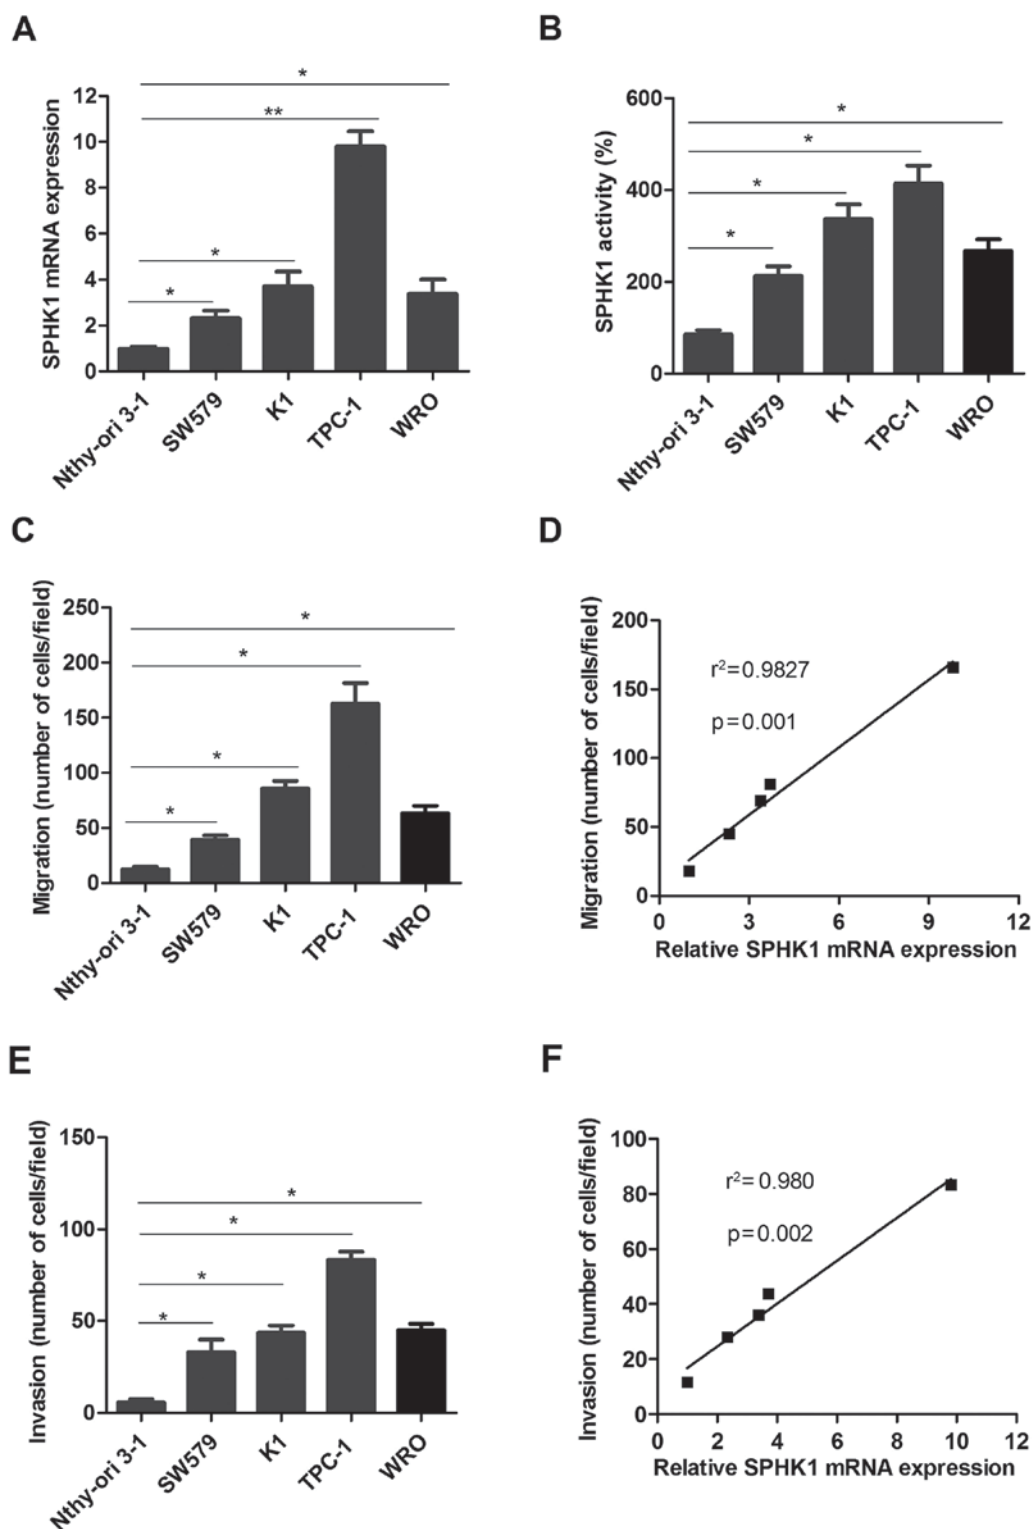 A
SPHK1 mRNA expression
12
10
8
6
4
2
0
*
**
*
*
Nthy-ori 3-1
SW579
K1
TPC-1
WRO
B
SPHK1 activity (%)
600
400
200
0
*
*
*
*
Nthy-ori 3-1
SW579
K1
TPC-1
WRO
C
Migration (number of cells/field)
250
200
150
100
50
0
*
*
*
*
Nthy-ori 3-1
SW579
K1
TPC-1
WRO
D
Migration (number of cells/field)
200
150
100
50
0
r²=0.9827
p=0.001
0 3 6 9 12
Relative SPHK1 mRNA expression
E
Invasion (number of cells/field)
150
100
50
0
*
*
*
*
Nthy-ori 3-1
SW579
K1
TPC-1
WRO
F
Invasion (number of cells/field)
100
80
60
40
20
0
r²=0.980
p=0.002
0 2 4 6 8 10 12
Relative SPHK1 mRNA expression